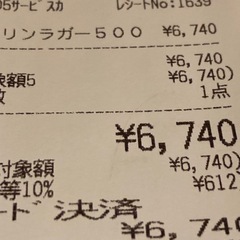 05サービスカ レシートNo:1639
リンラガー500 ¥6,740
¥6,740
象額5 ¥6,740)
数 1点
¥6,740
対象額 ¥6,740)
等10% ¥612
ード決済
¥6,740